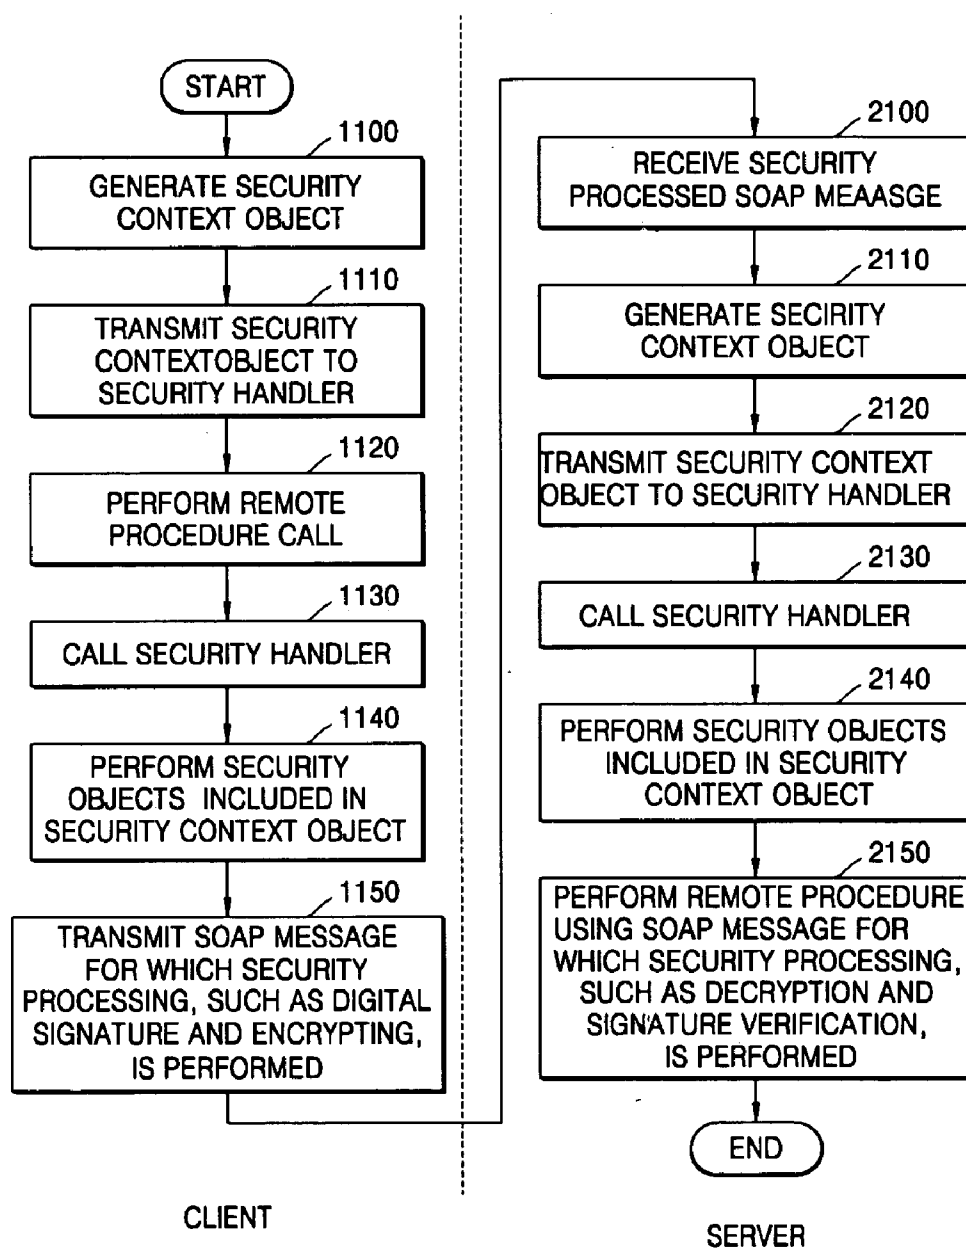 START
1100
GENERATE SECURITY
CONTEXT OBJECT
1110
TRANSMIT SECURITY
CONTEXTOBJECT TO
SECURITY HANDLER
1120
PERFORM REMOTE
PROCEDURE CALL
1130
CALL SECURITY HANDLER
1140
PERFORM SECURITY
OBJECTS INCLUDED IN
SECURITY CONTEXT OBJECT
1150
TRANSMIT SOAP MESSAGE
FOR WHICH SECURITY
PROCESSING, SUCH AS DIGITAL
SIGNATURE AND ENCRYPTING,
IS PERFORMED
CLIENT
2100
RECEIVE SECURITY
PROCESSED SOAP MEAASGE
2110
GENERATE SECIRITY
CONTEXT OBJECT
2120
TRANSMIT SECURITY CONTEXT
OBJECT TO SECURITY HANDLER
2130
CALL SECURITY HANDLER
2140
PERFORM SECURITY OBJECTS
INCLUDED IN SECURITY
CONTEXT OBJECT
2150
PERFORM REMOTE PROCEDURE
USING SOAP MESSAGE FOR
WHICH SECURITY PROCESSING,
SUCH AS DECRYPTION AND
SIGNATURE VERIFICATION,
IS PERFORMED
END
SERVER